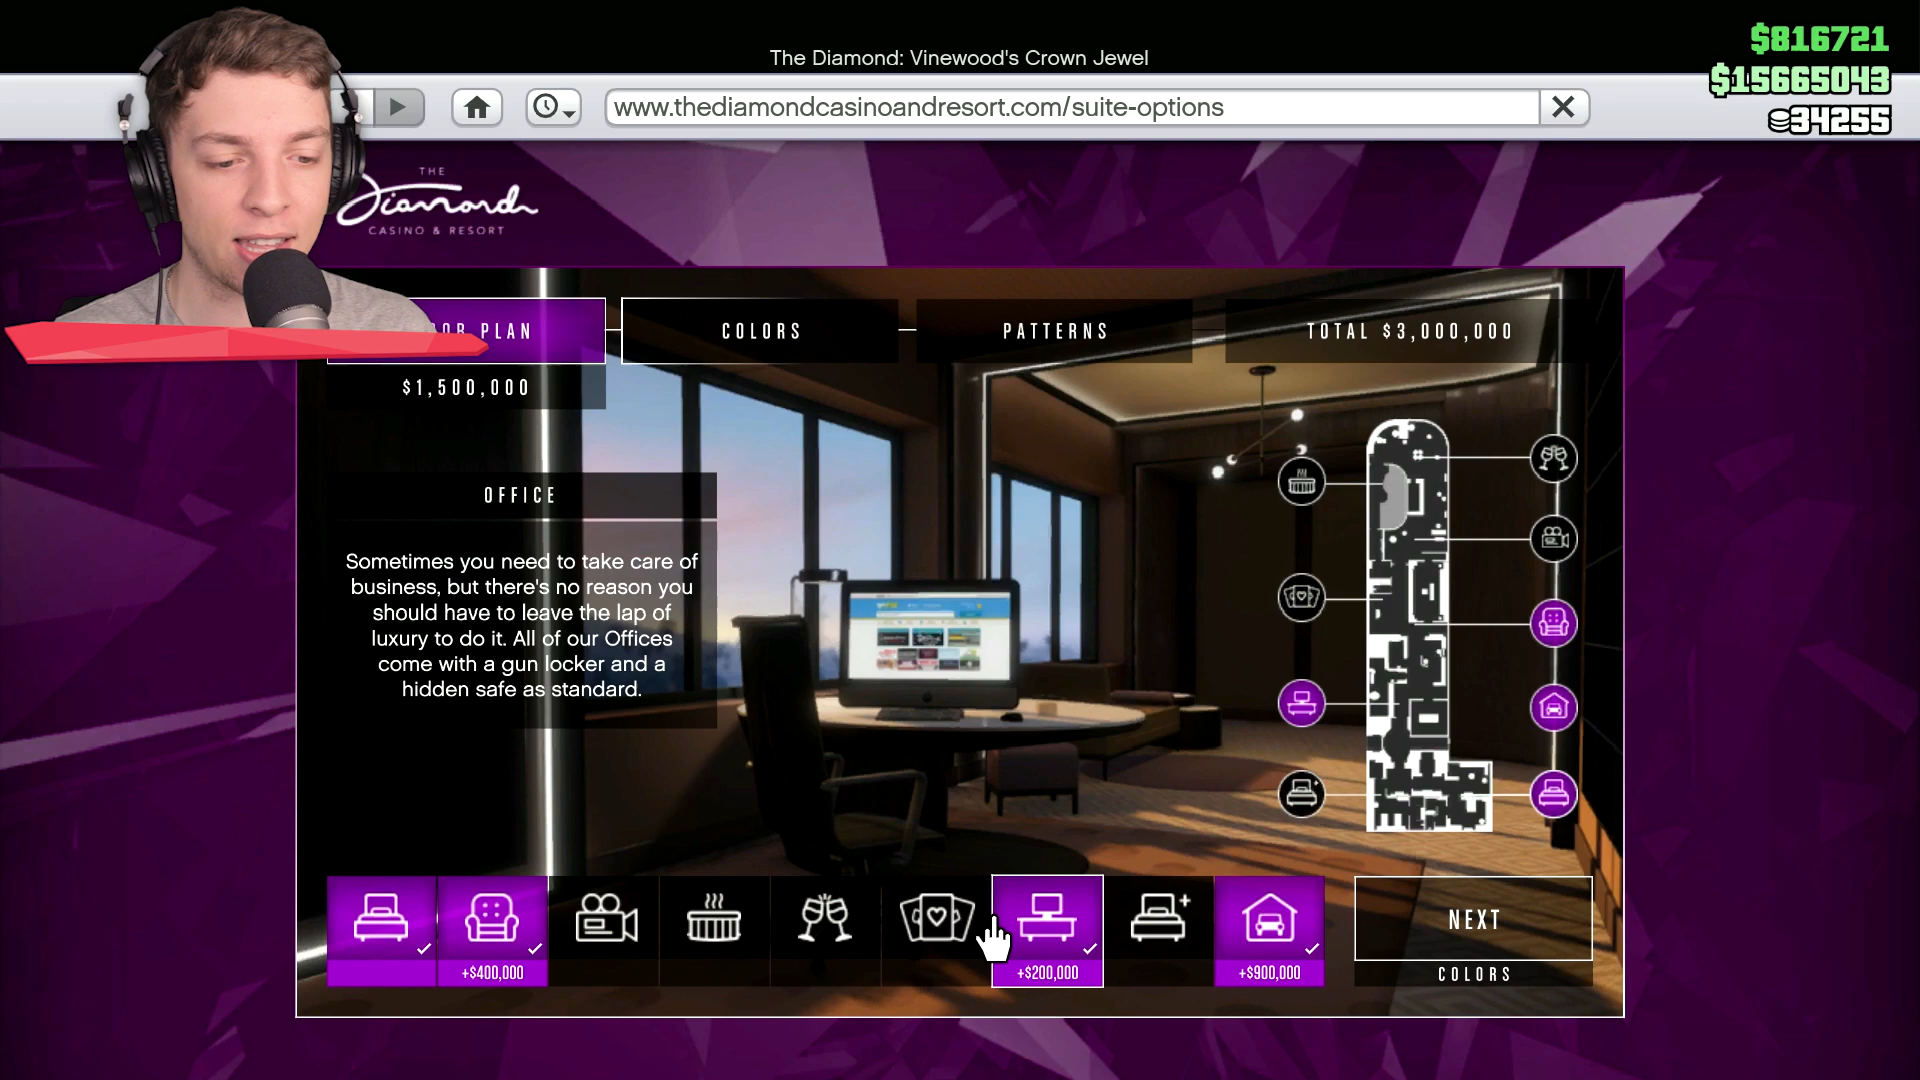 The Diamond: Vinewood's Crown Jewel
$816721
$15665043
34255
www.thediamondcasinoandresort.com/suite-options
THE
Diamond
CASINO & RESORT
OR PLAN
COLORS
PATTERNS
TOTAL $3,000,000
$1,500,000
OFFICE
Sometimes you need to take care of
business, but there's no reason you
should have to leave the lap of
luxury to do it. All of our Offices
come with a gun locker and a
hidden safe as standard.
+$400,000
+$200,000
+$900,000
NEXT
COLORS